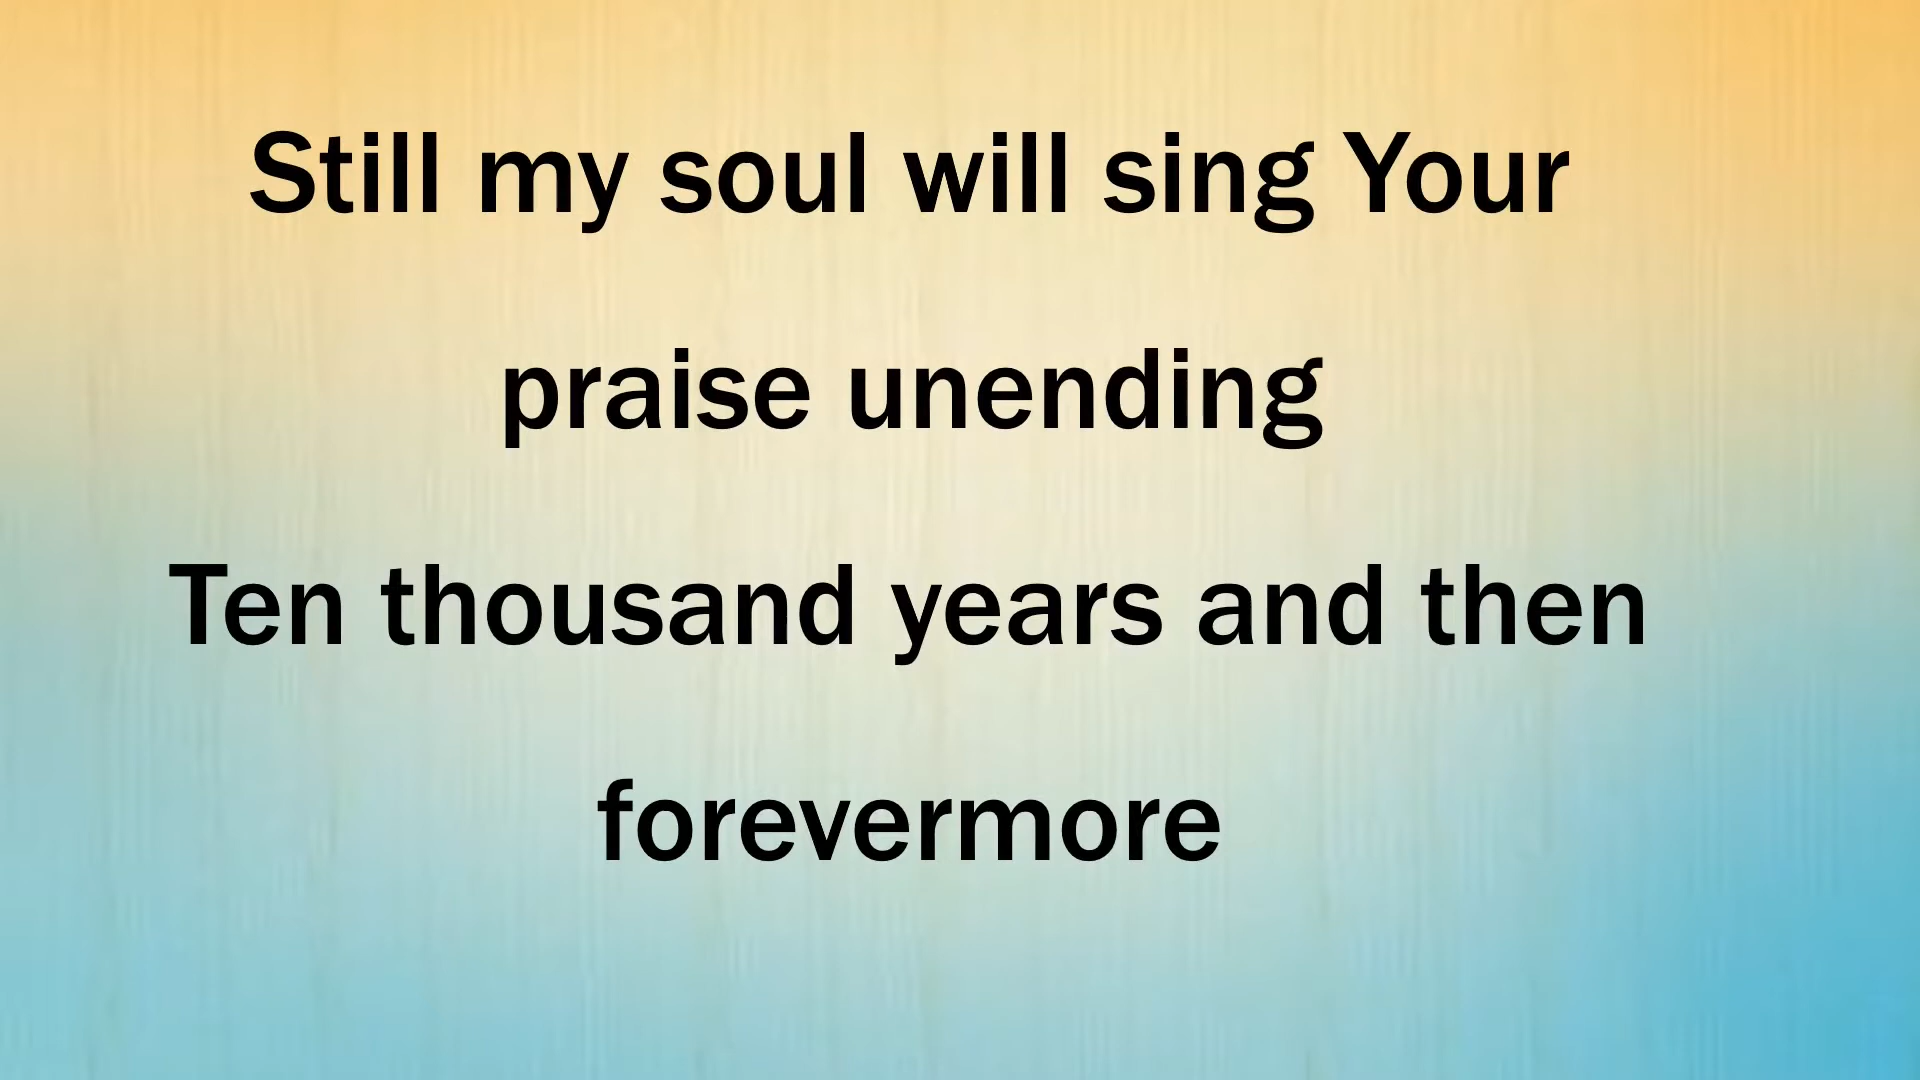 Still my soul will sing Your
praise unending
Ten thousand years and then
forevermore